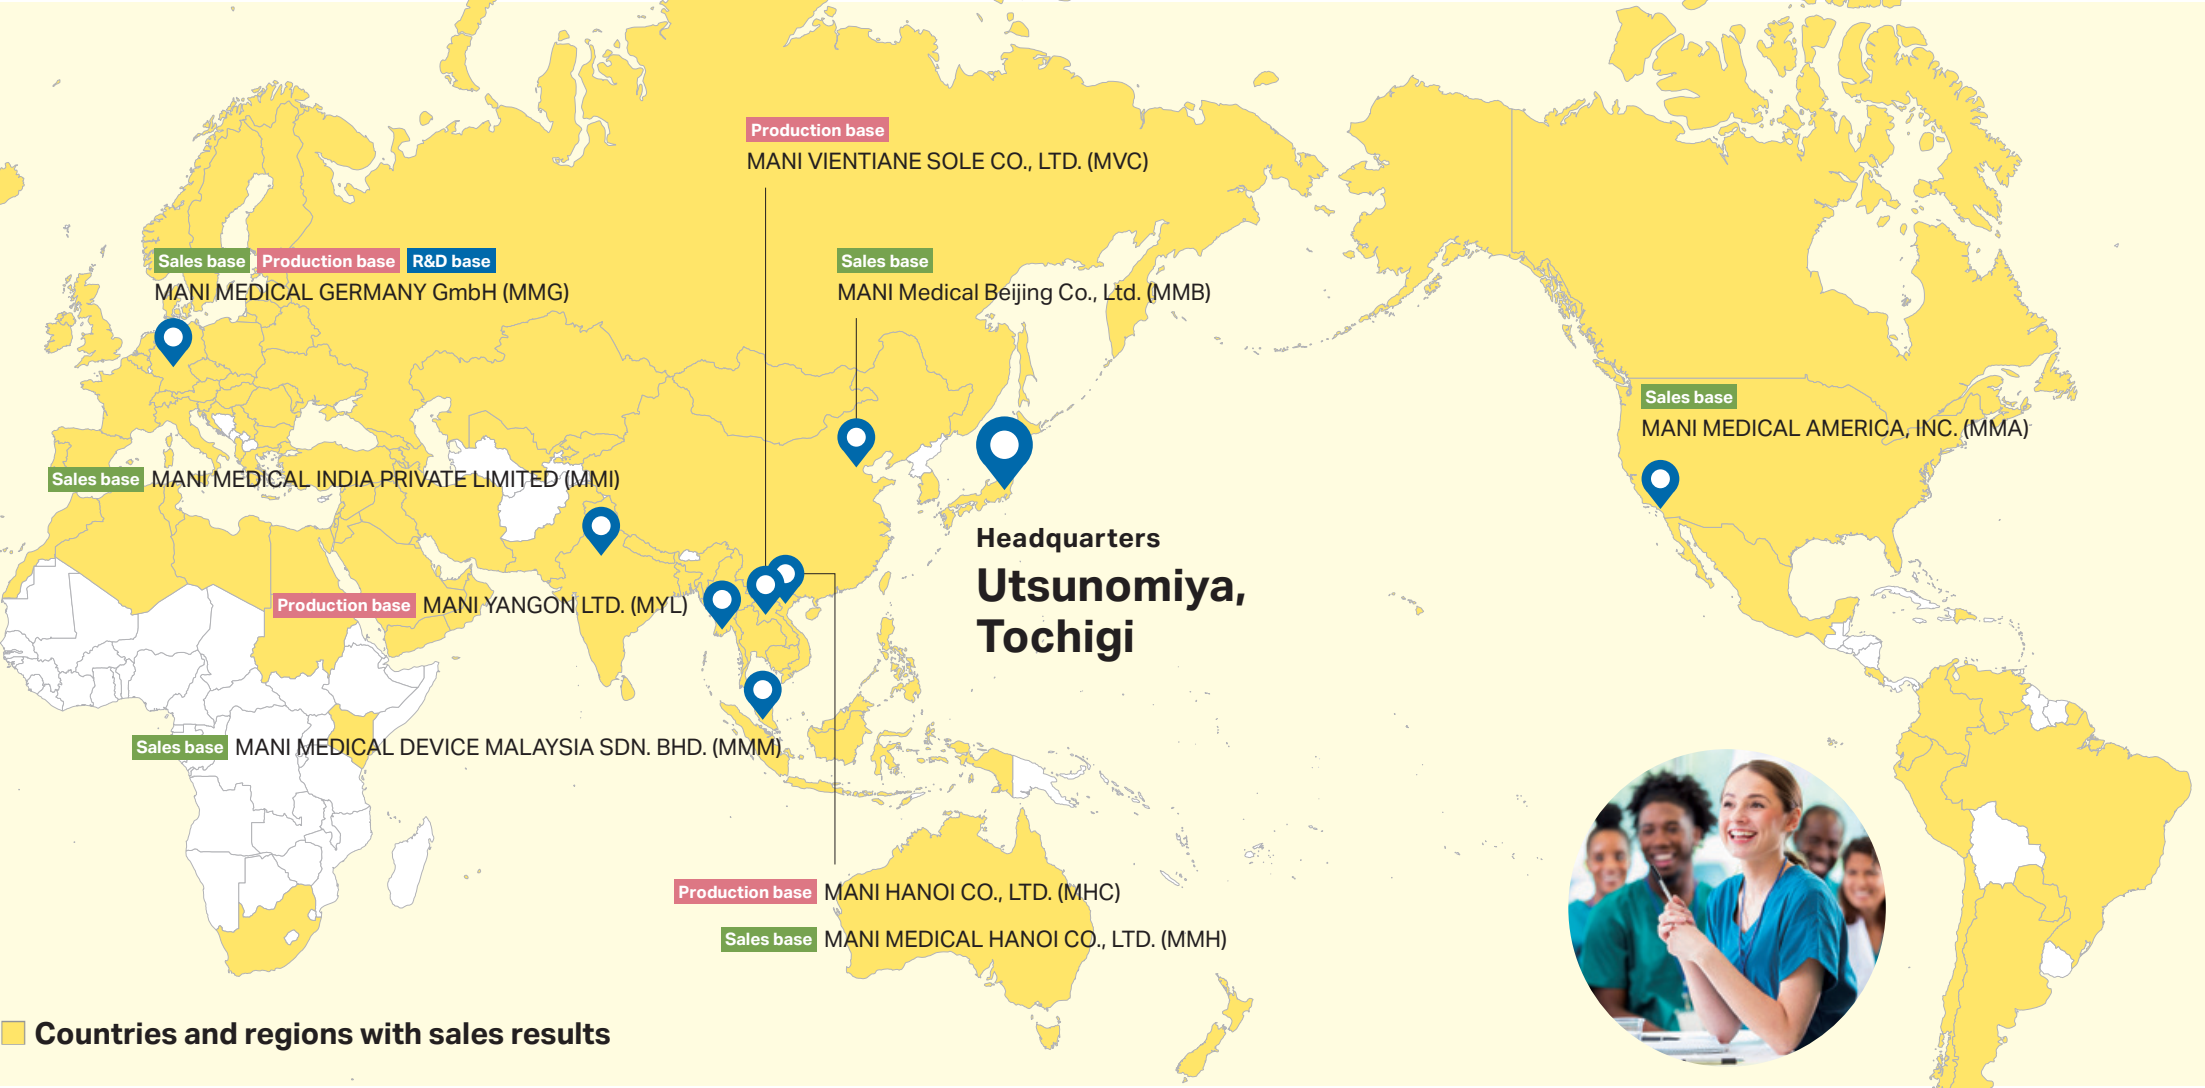 Production base
MANI VIENTIANE SOLE CO., LTD. (MVC)
Sales base Production base R&D base
MANI MEDICAL GERMANY GmbH (MMG)
Sales base
MANI Medical Beijing Co., Ltd. (MMB)
Sales base
MANI MEDICAL AMERICA, INC. (MMA)
Sales base MANI MEDICAL INDIA PRIVATE LIMITED (MMI)
Headquarters
Utsunomiya,
Tochigi
Production base MANI YANGON LTD. (MYL)
Sales base MANI MEDICAL DEVICE MALAYSIA SDN. BHD. (MMM)
Production base MANI HANOI CO., LTD. (MHC)
Sales base MANI MEDICAL HANOI CO., LTD. (MMH)
Countries and regions with sales results